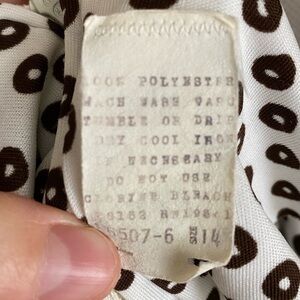 100% POLYESTER
MACH WASH WARM
TUMBLE OR DRIP
DRY COOL IRON
IF NECESSARY
DO NOT USE
CLORINE BLEACH
507-6 SIZE 14